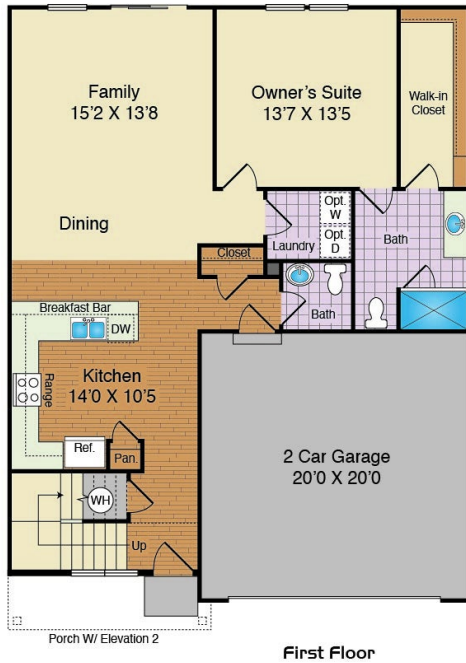 Family
15'2 X 13'8
Owner's Suite
13'7 X 13'5
Walk-in
Closet
Dining
Opt.
W
Opt.
D
Laundry
Bath
Closet
Bath
Breakfast Bar
DW
Kitchen
14'0 X 10'5
Range
Ref.
Pan.
2 Car Garage
20'0 X 20'0
WH
Up
Porch W/ Elevation 2
First Floor